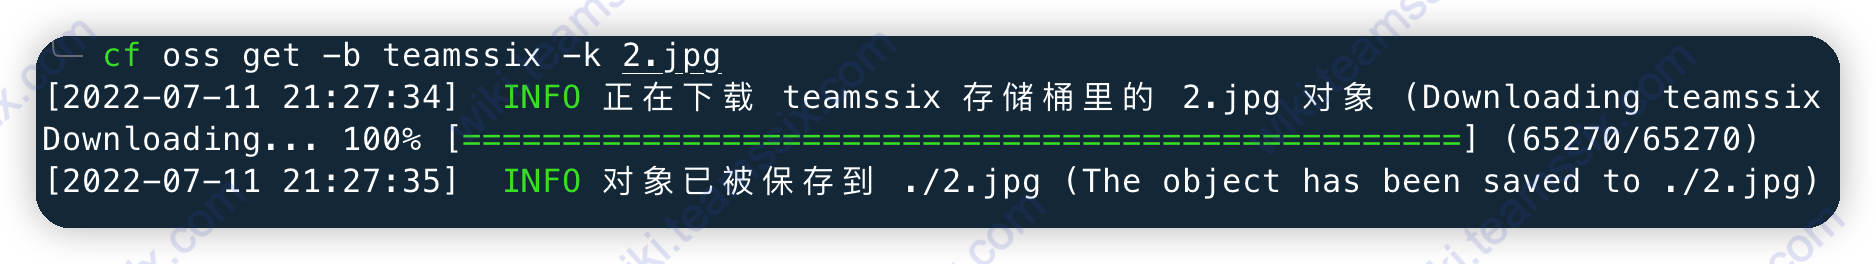 cf oss get -b teamssix -k 2.jpg
[2022-07-11 21:27:34]  INFO 正在下载 teamssix 存储桶里的 2.jpg 对象 (Downloading teamssix
Downloading... 100% [==================================================] (65270/65270)
[2022-07-11 21:27:35]  INFO 对象已被保存到 ./2.jpg (The object has been saved to ./2.jpg)
wiki.teamssix.com